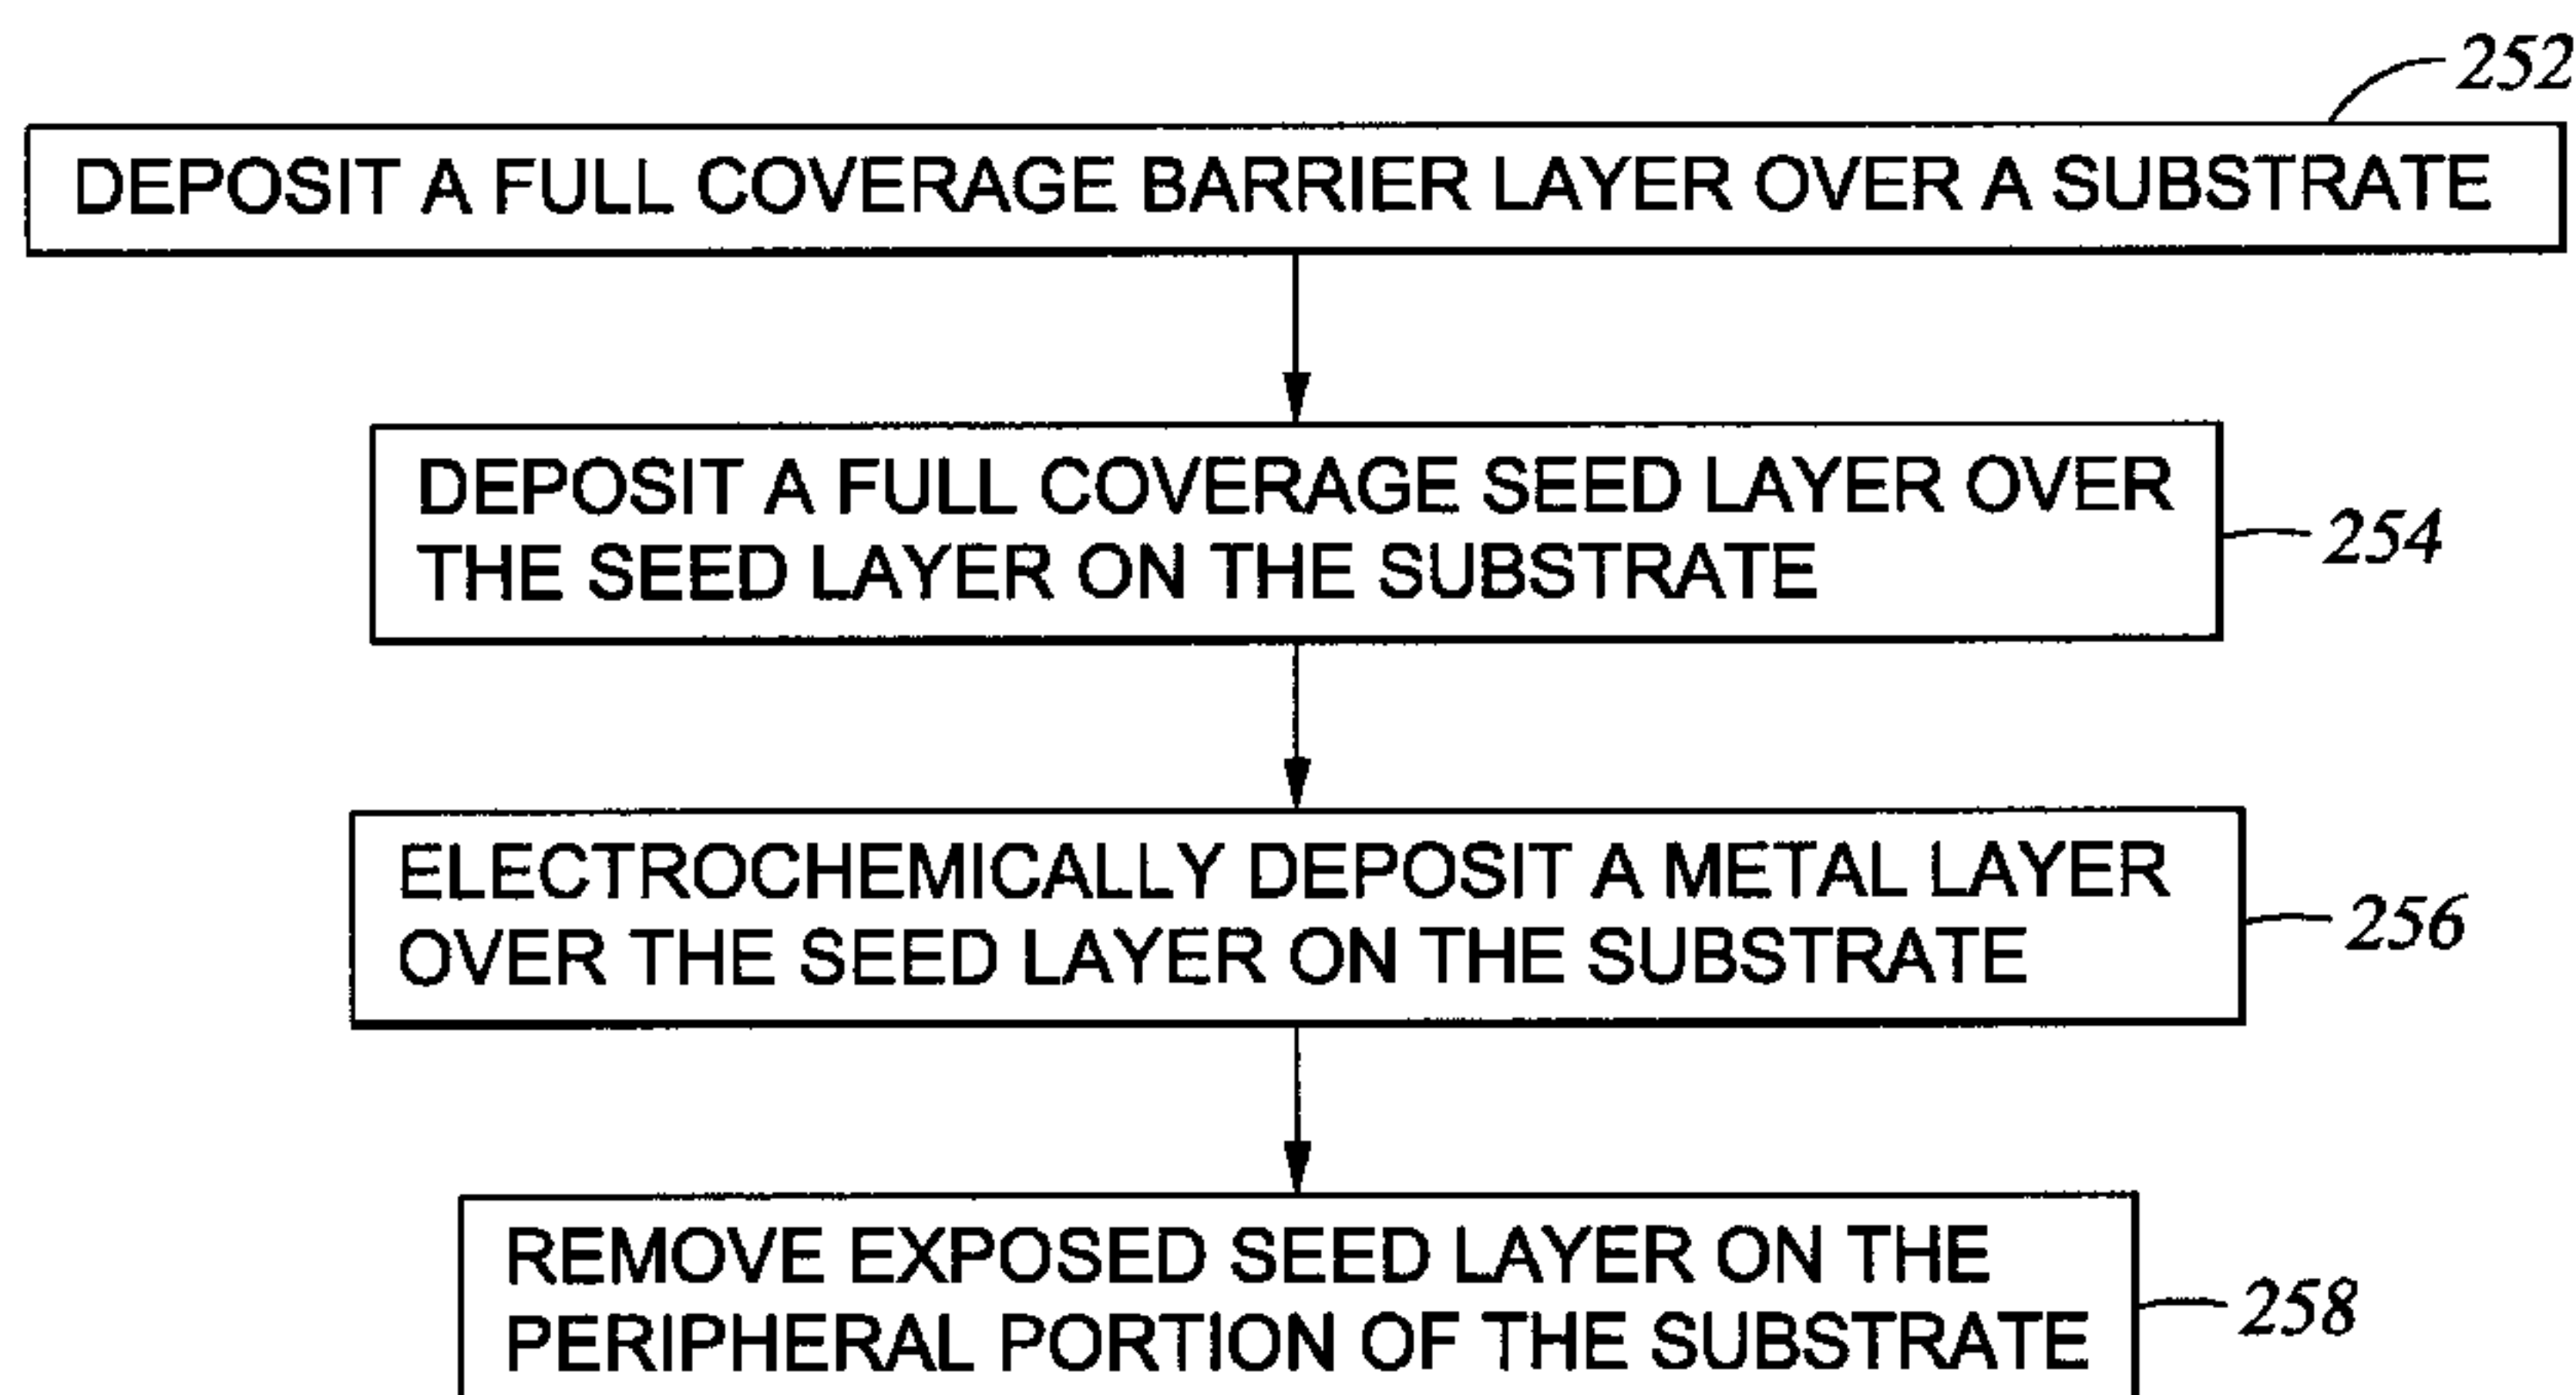 252
DEPOSIT A FULL COVERAGE BARRIER LAYER OVER A SUBSTRATE
DEPOSIT A FULL COVERAGE SEED LAYER OVER
THE SEED LAYER ON THE SUBSTRATE
254
ELECTROCHEMICALLY DEPOSIT A METAL LAYER
OVER THE SEED LAYER ON THE SUBSTRATE
256
REMOVE EXPOSED SEED LAYER ON THE
PERIPHERAL PORTION OF THE SUBSTRATE
258